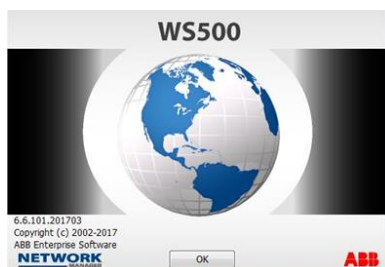 WS500
6.6.101.201703
Copyright (c) 2002-2017
ABB Enterprise Software
NETWORK
MANAGER
OK
ABB